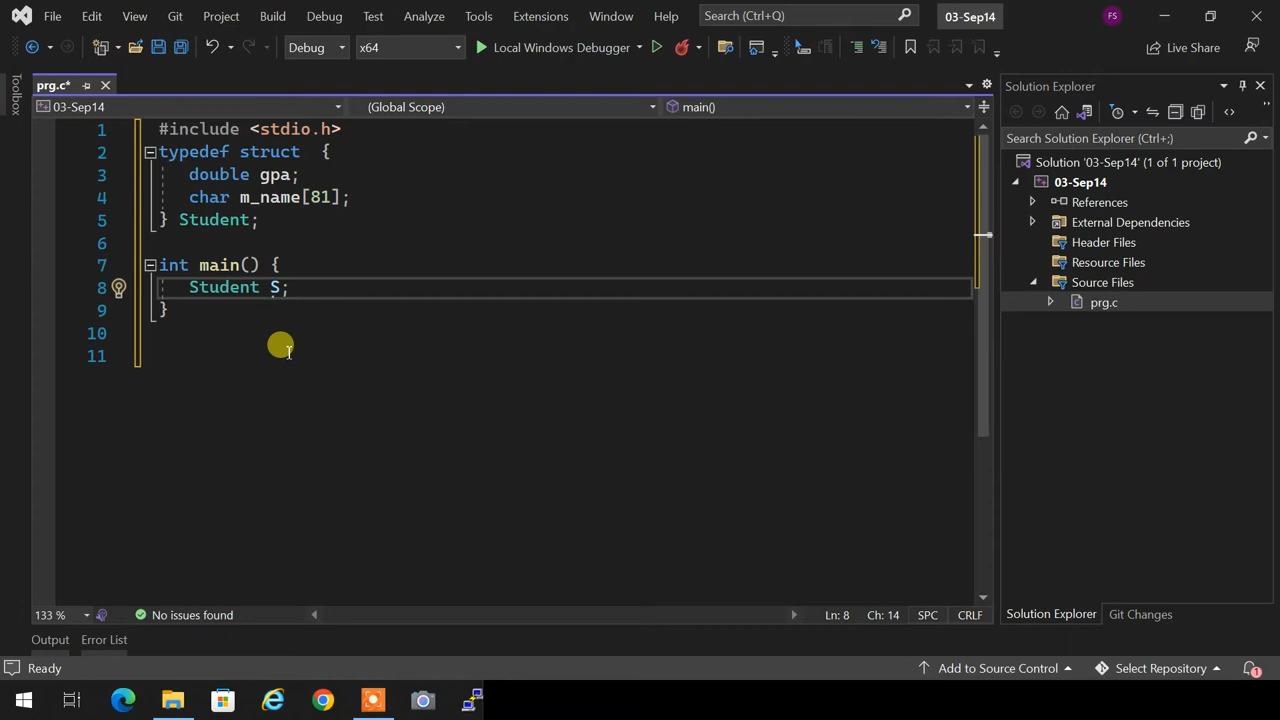 File Edit View Git Project Build Debug Test Analyze Tools Extensions Window Help Search (Ctrl+Q) 03-Sep14 FS
Debug x64 Local Windows Debugger Live Share
Toolbox
prg.c*
03-Sep14 (Global Scope) main()
1 #include <stdio.h>
2 typedef struct {
3 double gpa;
4 char m_name[81];
5 } Student;
6
7 int main() {
8 Student S;
9 }
10
11
133 % No issues found Ln: 8 Ch: 14 SPC CRLF
Output Error List
Solution Explorer
Search Solution Explorer (Ctrl+;)
Solution '03-Sep14' (1 of 1 project)
03-Sep14
References
External Dependencies
Header Files
Resource Files
Source Files
prg.c
Solution Explorer Git Changes
Ready Add to Source Control Select Repository